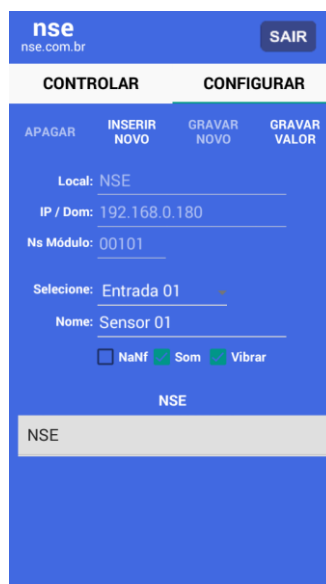 nse
nse.com.br
SAIR
CONTROLAR CONFIGURAR
APAGAR INSERIR NOVO GRAVAR NOVO GRAVAR VALOR
Local: NSE
IP / Dom: 192.168.0.180
Ns Módulo: 00101
Selecione: Entrada 01
Nome: Sensor 01
NaNf Som Vibrar
NSE
NSE